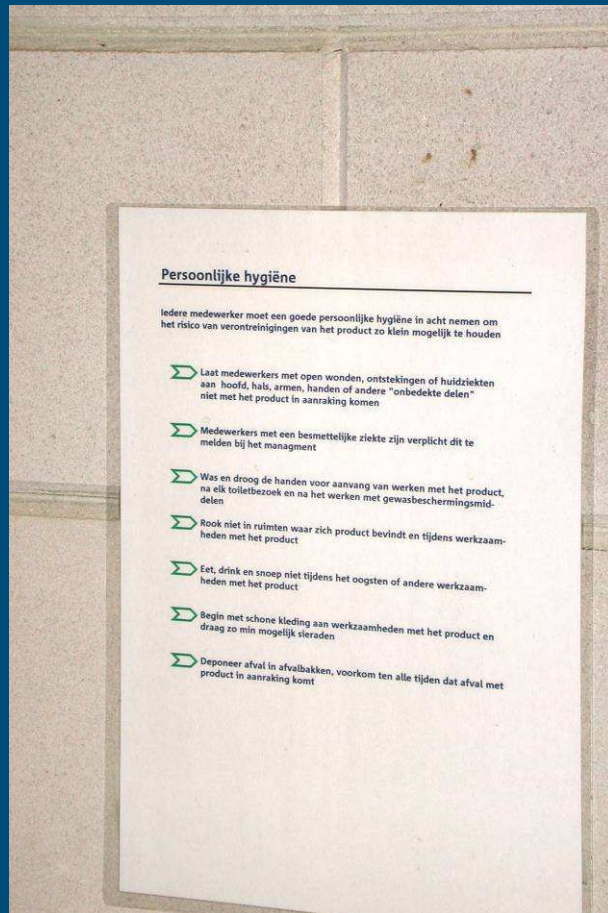 Persoonlijke hygiëne
Iedere medewerker moet een goede persoonlijke hygiëne in acht nemen om
het risico van verontreinigingen van het product zo klein mogelijk te houden
Laat medewerkers met open wonden, ontstekingen of huidziekten
aan hoofd, hals, armen, handen of andere "onbedekte delen"
niet met het product in aanraking komen
Medewerkers met een besmettelijke ziekte zijn verplicht dit te
melden bij het managment
Was en droog de handen voor aanvang van werken met het product,
na elk toiletbezoek en na het werken met gewasbeschermingsmid-
delen
Rook niet in ruimten waar zich product bevindt en tijdens werkzaam-
heden met het product
Eet, drink en snoep niet tijdens het oogsten of andere werkzaam-
heden met het product
Begin met schone kleding aan werkzaamheden met het product en
draag zo min mogelijk sieraden
Deponeer afval in afvalbakken, voorkom ten alle tijden dat afval met
product in aanraking komt